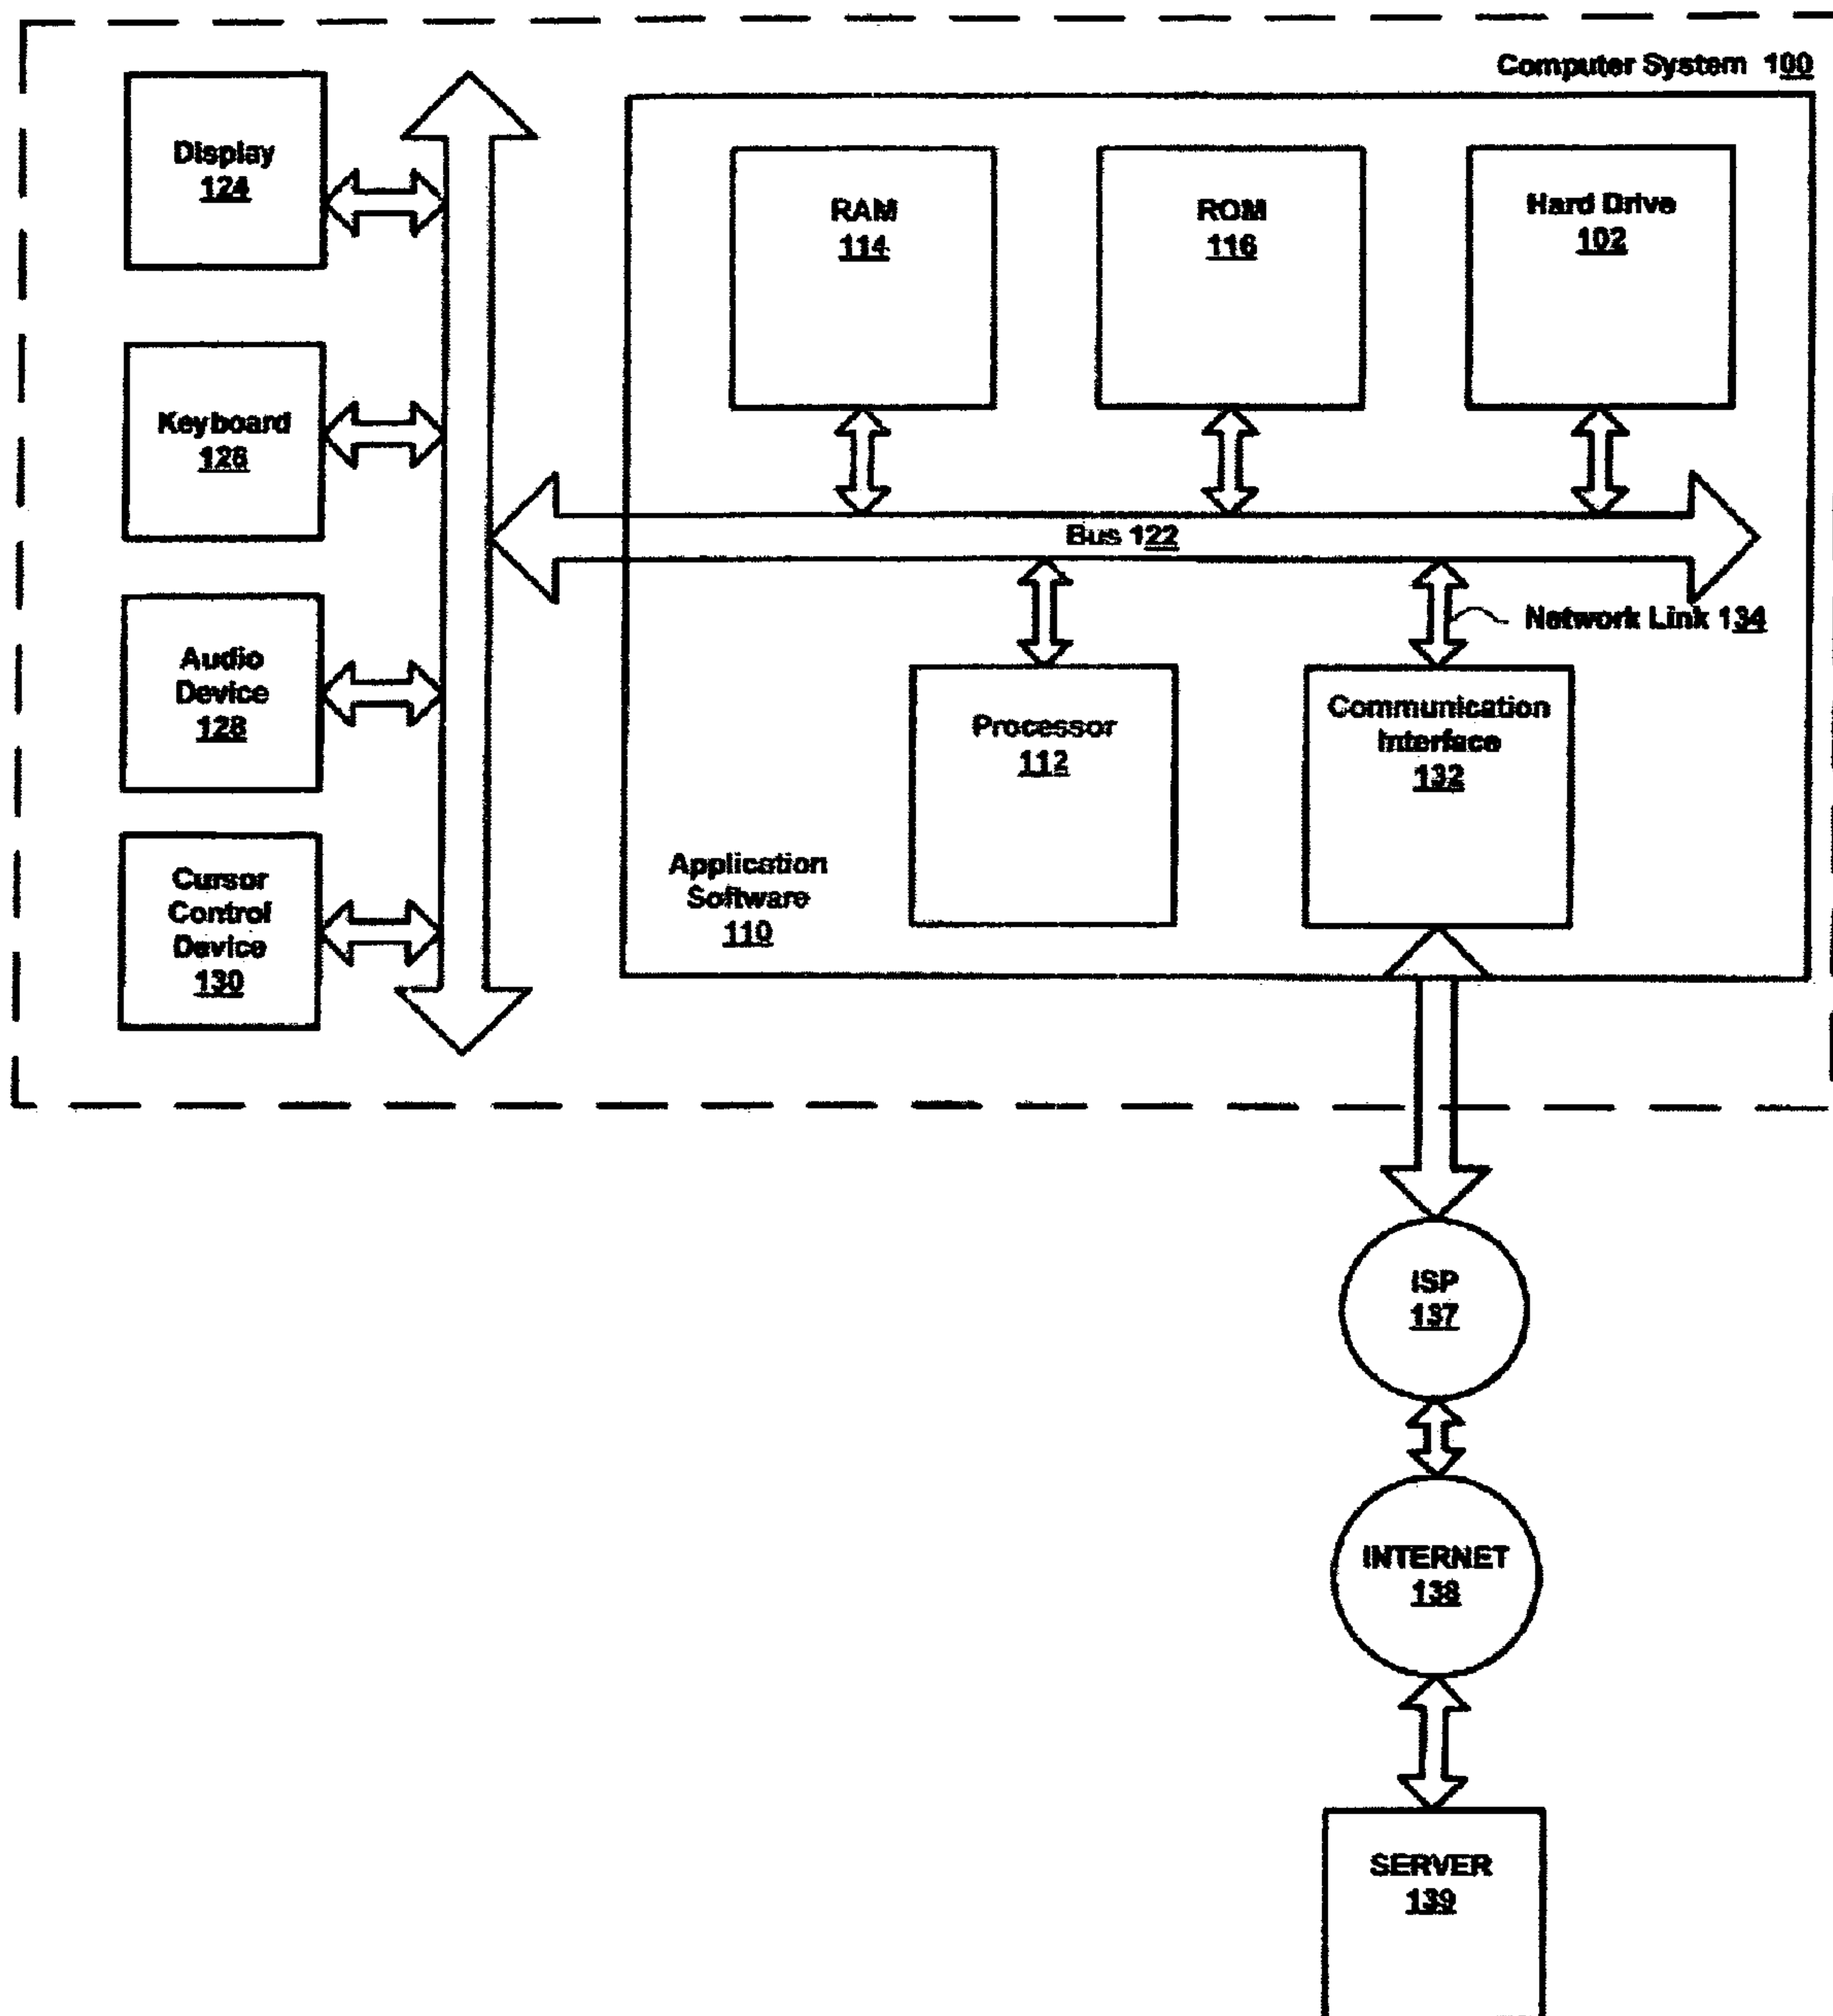 Computer System 100
Display
124
RAM
114
ROM
116
Hard Drive
102
Keyboard
126
Bus 122
Network Link 134
Audio
Device
128
Processor
112
Communication
Interface
132
Application
Software
110
Cursor
Control
Device
130
ISP
137
INTERNET
138
SERVER
139